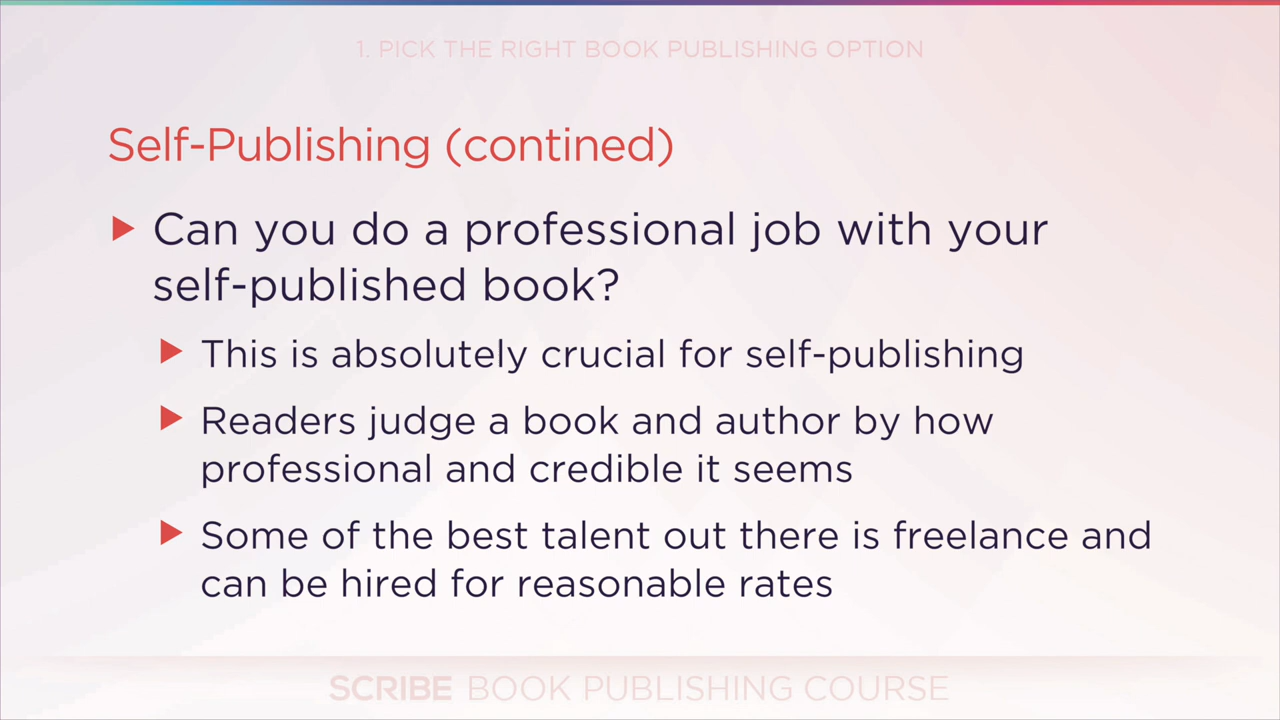 1. PICK THE RIGHT BOOK PUBLISHING OPTION
Self-Publishing (contined)
Can you do a professional job with your
self-published book?
This is absolutely crucial for self-publishing
Readers judge a book and author by how
professional and credible it seems
Some of the best talent out there is freelance and
can be hired for reasonable rates
SCRIBE BOOK PUBLISHING COURSE